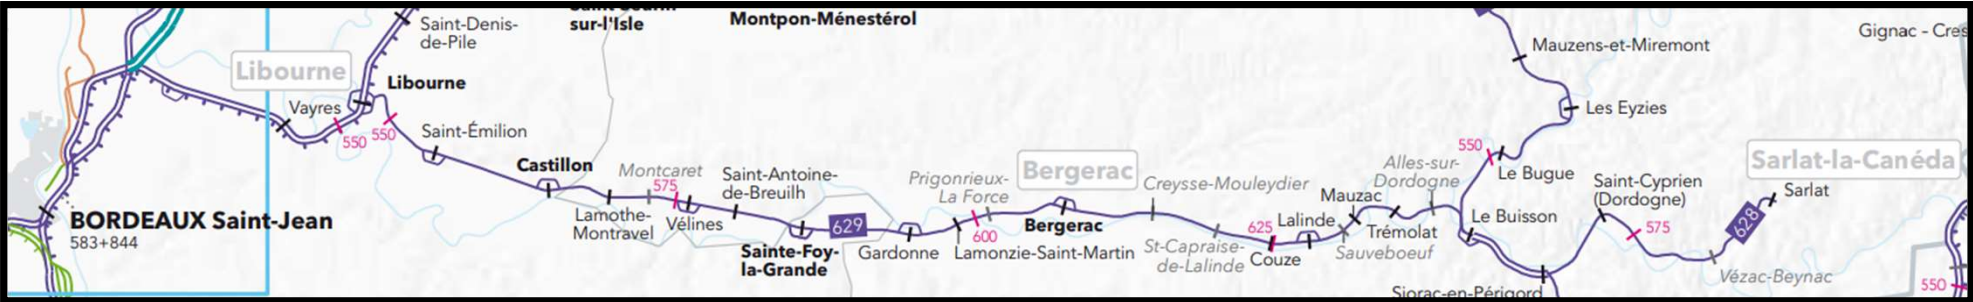 Saint-Denis-
de-Pile
sur-l'Isle
Montpon-Ménestérol
Libourne
Vayres
Libourne
550
550
Saint-Émilion
Castillon
Lamothe-
Montravel
Montcaret
575
Vélines
Saint-Antoine-
de-Breuilh
Sainte-Foy-
la-Grande
629
Gardonne
Prigonrieux-
La Force
600
Lamonzie-Saint-Martin
Bergerac
Bergerac
Creysse-Mouleydier
St-Capraise-
de-Lalinde
625
Couze
Lalinde
Mauzac
Sauveboeuf
Trémolat
Alles-sur-
Dordogne
Mauzens-et-Miremont
Les Eyzies
550
Le Bugue
Le Buisson
Siorac-en-Périgord
Saint-Cyprien
(Dordogne)
575
Vézac-Beynac
628
Sarlat
Sarlat-la-Canéda
Gignac - Cres
550
BORDEAUX Saint-Jean
583+844